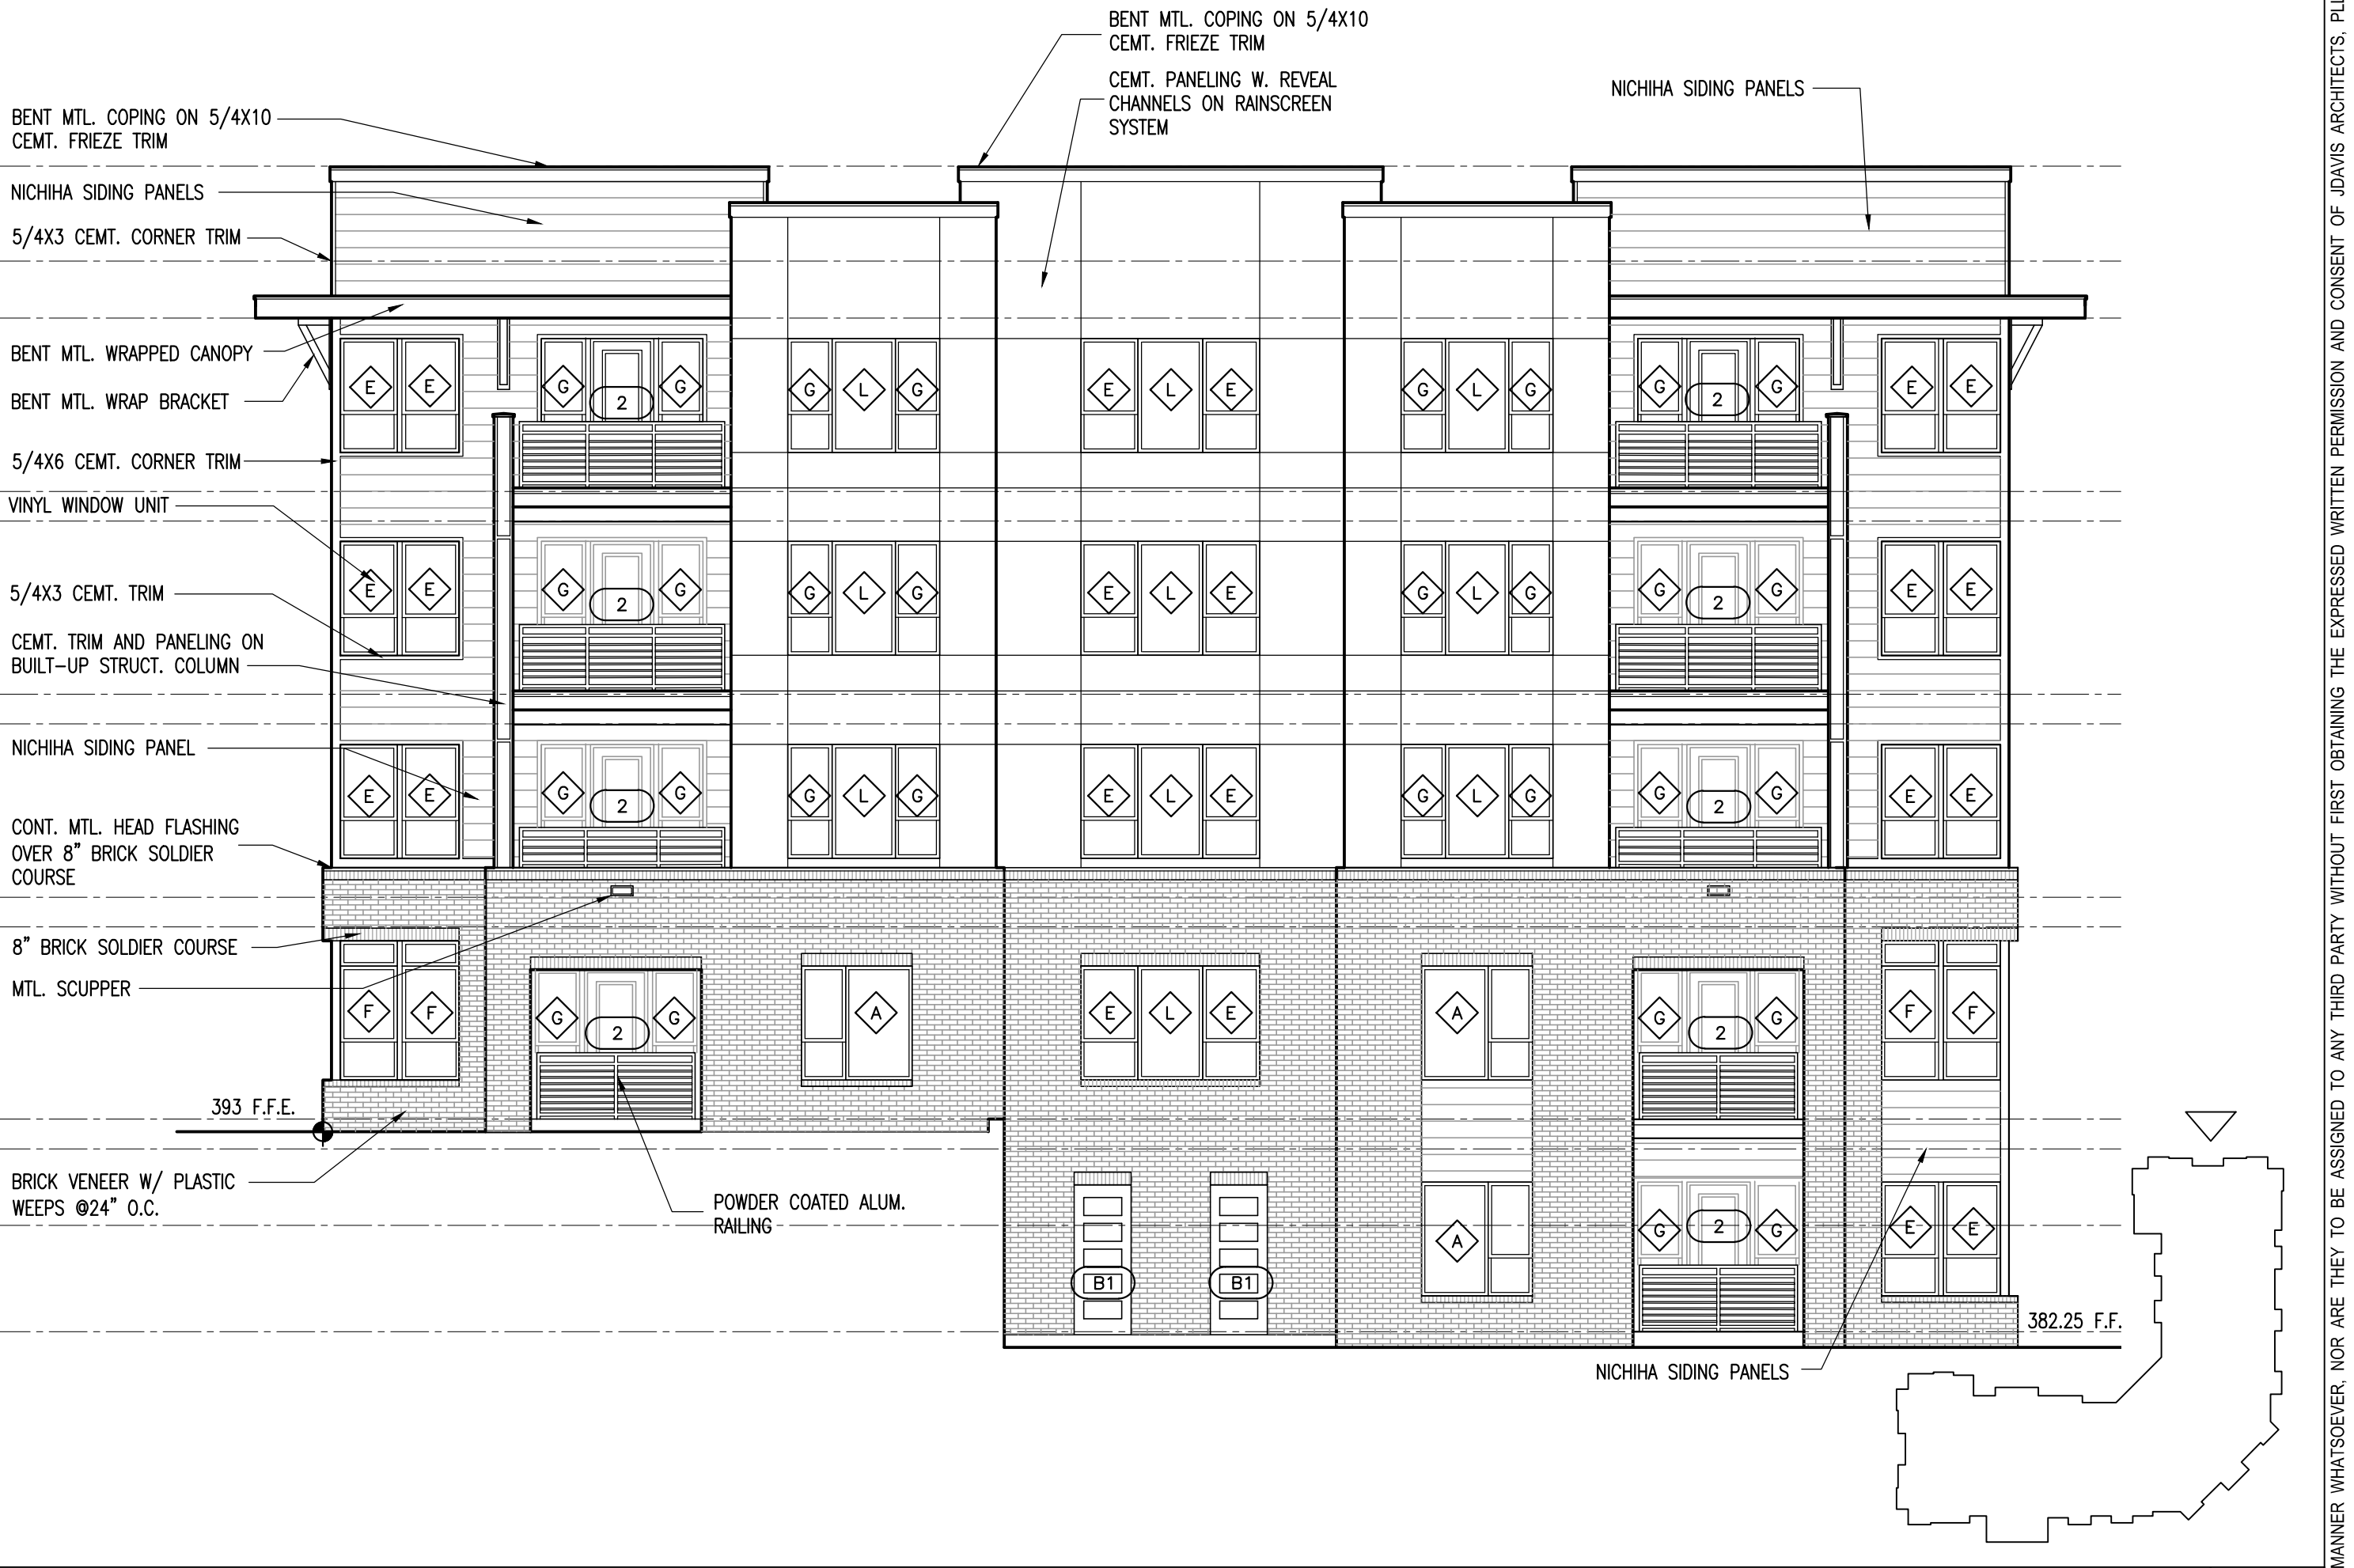 BENT MTL. COPING ON 5/4X10
CEMT. FRIEZE TRIM
CEMT. PANELING W. REVEAL
CHANNELS ON RAINSCREEN
SYSTEM
NICHIHA SIDING PANELS
BENT MTL. COPING ON 5/4X10
CEMT. FRIEZE TRIM
NICHIHA SIDING PANELS
5/4X3 CEMT. CORNER TRIM
BENT MTL. WRAPPED CANOPY
BENT MTL. WRAP BRACKET
5/4X6 CEMT. CORNER TRIM
VINYL WINDOW UNIT
5/4X3 CEMT. TRIM
CEMT. TRIM AND PANELING ON
BUILT-UP STRUCT. COLUMN
NICHIHA SIDING PANEL
CONT. MTL. HEAD FLASHING
OVER 8" BRICK SOLDIER
COURSE
8" BRICK SOLDIER COURSE
MTL. SCUPPER
393 F.F.E.
BRICK VENEER W/ PLASTIC
WEEPS @24" O.C.
POWDER COATED ALUM.
RAILING
NICHIHA SIDING PANELS
382.25 F.F.
E E G 2 G G L G E L E G L G G 2 G E E
E E G 2 G G L G E L E G L G G 2 G E E
E E G 2 G G L G E L E G L G G 2 G E E
F F G 2 G A E L E A G 2 G F F
B1 B1 A G 2 G E E
MANNER WHATSOEVER, NOR ARE THEY TO BE ASSIGNED TO ANY THIRD PARTY WITHOUT FIRST OBTAINING THE EXPRESSED WRITTEN PERMISSION AND CONSENT OF JDAVIS ARCHITECTS,